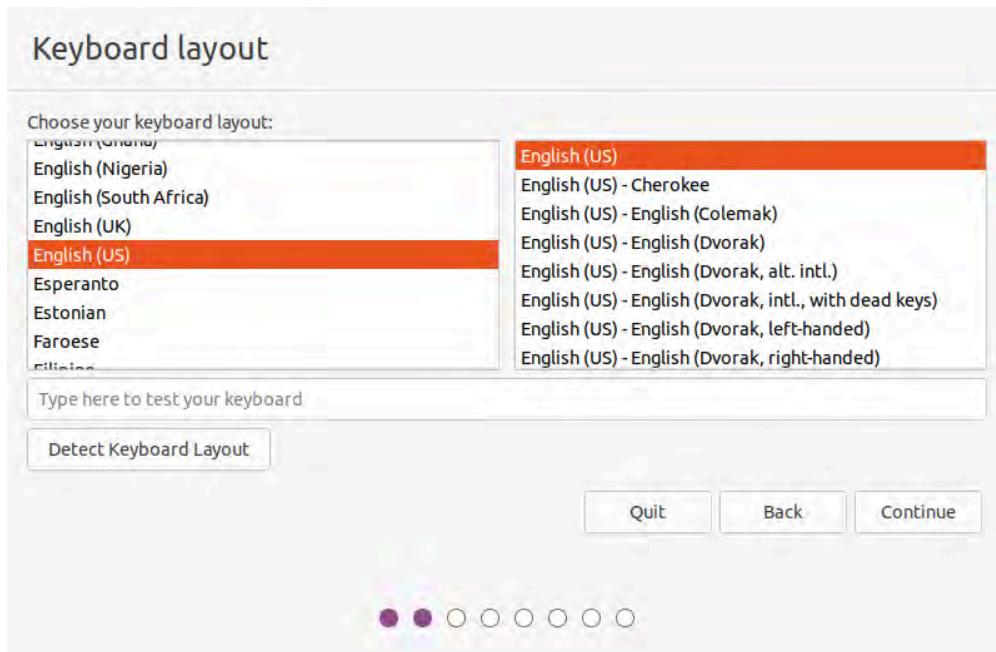 Keyboard layout
Choose your keyboard layout:
English (Ghana)
English (Nigeria)
English (South Africa)
English (UK)
English (US)
Esperanto
Estonian
Faroese
Filipino
English (US)
English (US) - Cherokee
English (US) - English (Colemak)
English (US) - English (Dvorak)
English (US) - English (Dvorak, alt. intl.)
English (US) - English (Dvorak, intl., with dead keys)
English (US) - English (Dvorak, left-handed)
English (US) - English (Dvorak, right-handed)
Type here to test your keyboard
Detect Keyboard Layout
Quit Back Continue